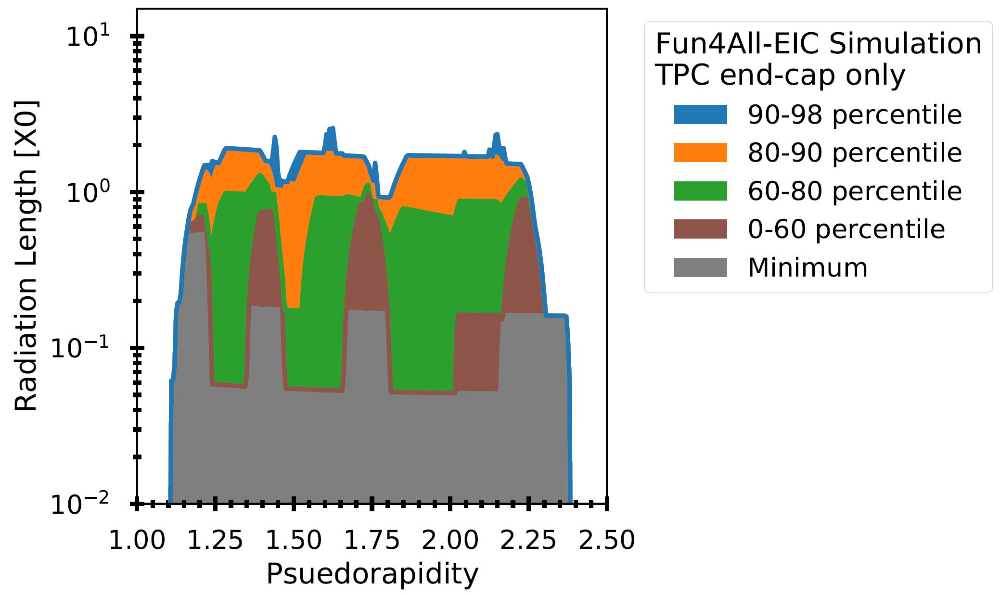 Radiation Length [X0]
10¹
10⁰
10⁻¹
10⁻²
1.00 1.25 1.50 1.75 2.00 2.25 2.50
Psuedorapidity
Fun4All-EIC Simulation
TPC end-cap only
90-98 percentile
80-90 percentile
60-80 percentile
0-60 percentile
Minimum